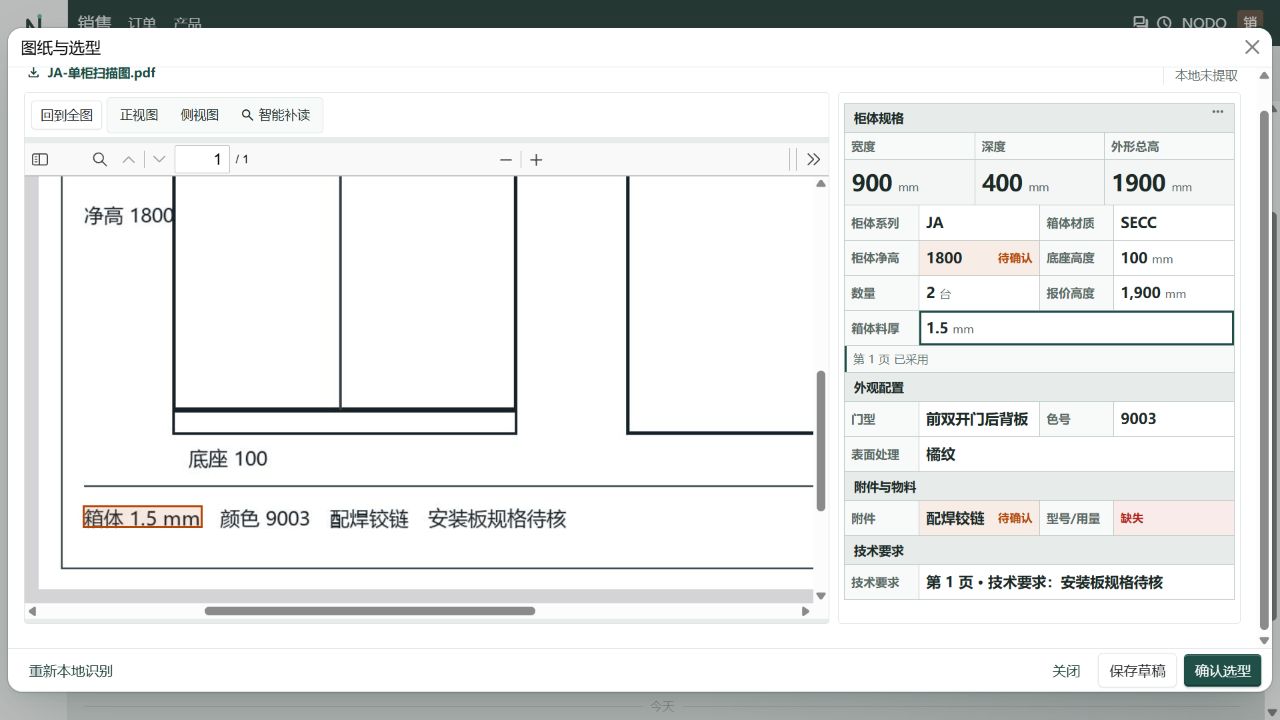 销售 订单 产品 NODO 销
图纸与选型
JA-单柜扫描图.pdf 本地未提取
回到全图 正视图 侧视图 智能补读
1 / 1
净高 1800
底座 100
箱体 1.5 mm 颜色 9003 配焊铰链 安装板规格待核
柜体规格 ...
宽度 深度 外形总高
900 mm 400 mm 1900 mm
柜体系列 JA 箱体材质 SECC
柜体净高 1800 待确认 底座高度 100 mm
数量 2 台 报价高度 1,900 mm
箱体料厚 1.5 mm
第 1 页 已采用
外观配置
门型 前双开门后背板 色号 9003
表面处理 橘纹
附件与物料
附件 配焊铰链 待确认 型号/用量 缺失
技术要求
技术要求 第 1 页 • 技术要求：安装板规格待核
重新本地识别 关闭 保存草稿 确认选型
今天